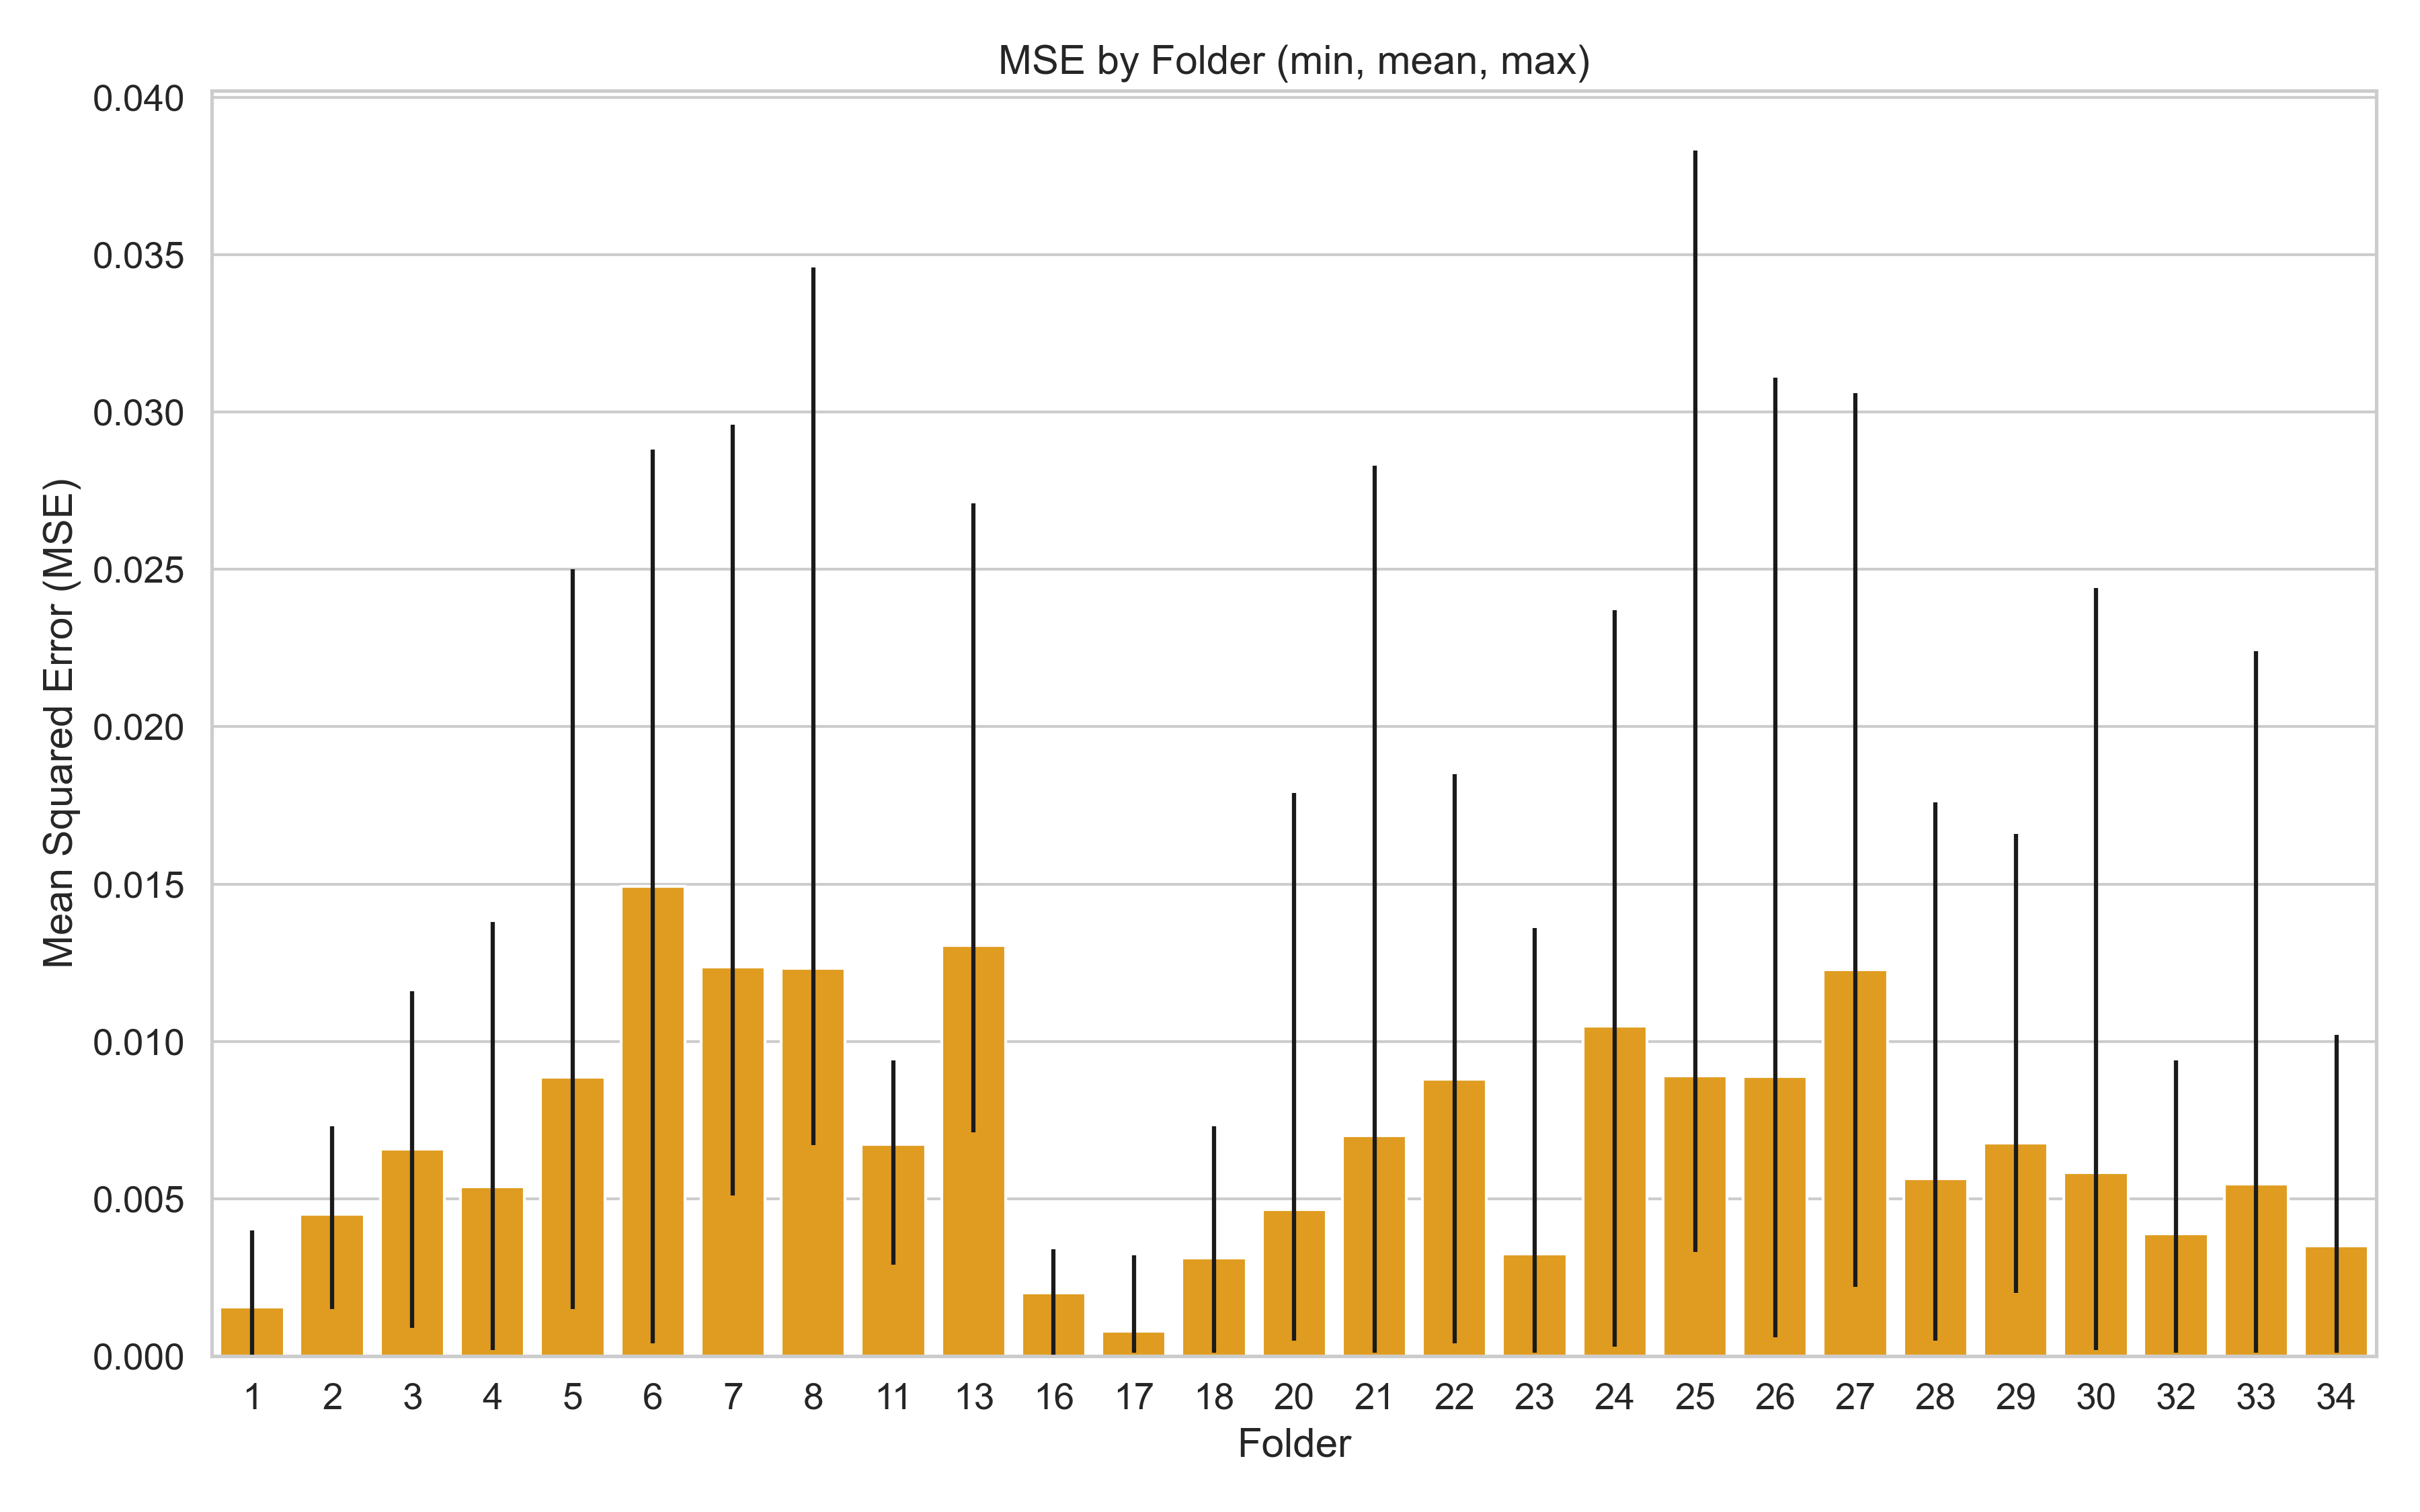 MSE by Folder (min, mean, max)
0.040
0.035
0.030
0.025
0.020
0.015
0.010
0.005
0.000
Mean Squared Error (MSE)
1 2 3 4 5 6 7 8 11 13 16 17 18 20 21 22 23 24 25 26 27 28 29 30 32 33 34
Folder